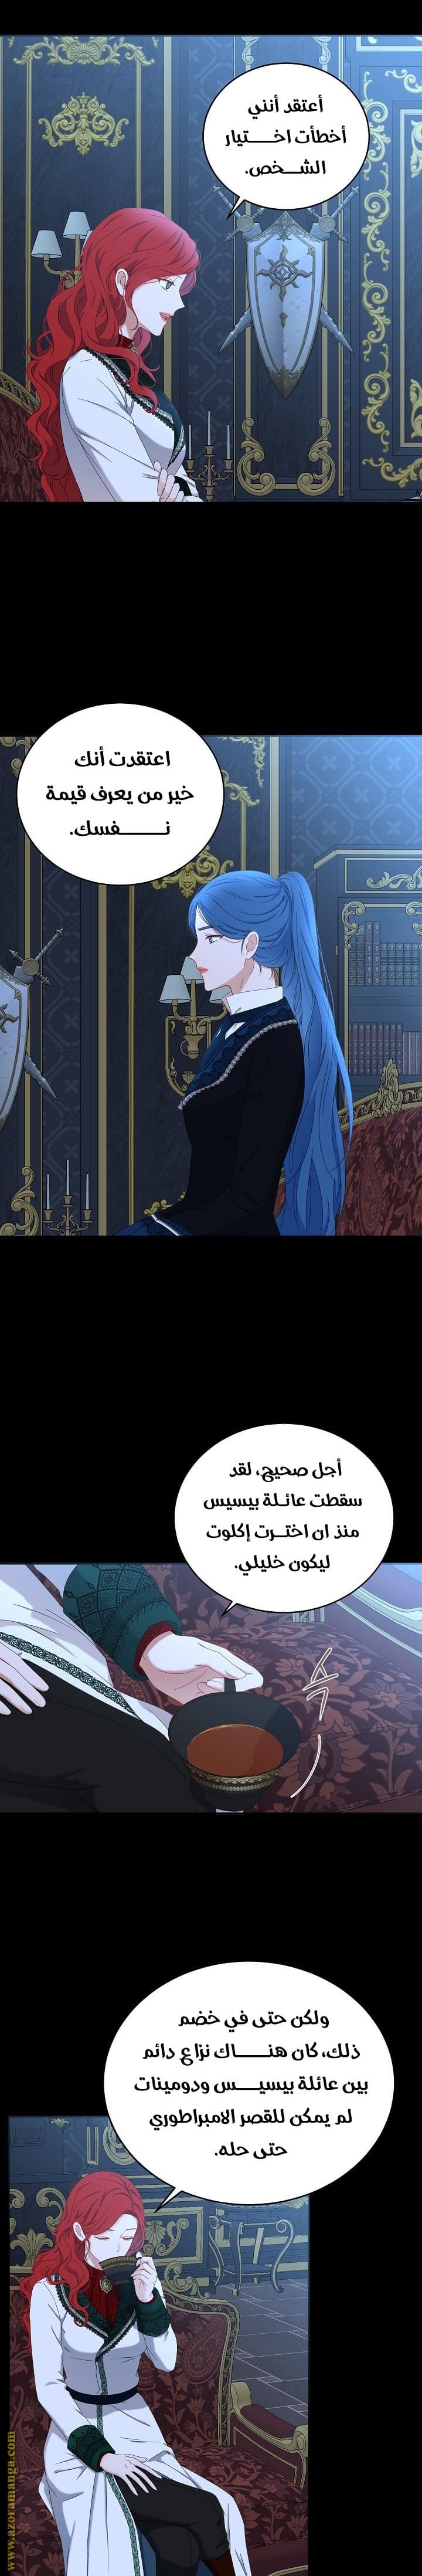 أعتقد أنني
أخطأت اختيار
الشخص.
اعتقدت أنك
خير من يعرف قيمة
نفسك.
أجل صحيح، لقد
سقطت عائلة بيسيس
منذ ان اخترت إكلوت
ليكون خليلي.
ولكن حتى في خضم
ذلك، كان هناك نزاع دائم
بين عائلة بيسيس ودومينات
لم يمكن للقصر الامبراطوري
حتى حله.
www.azoramanga.com